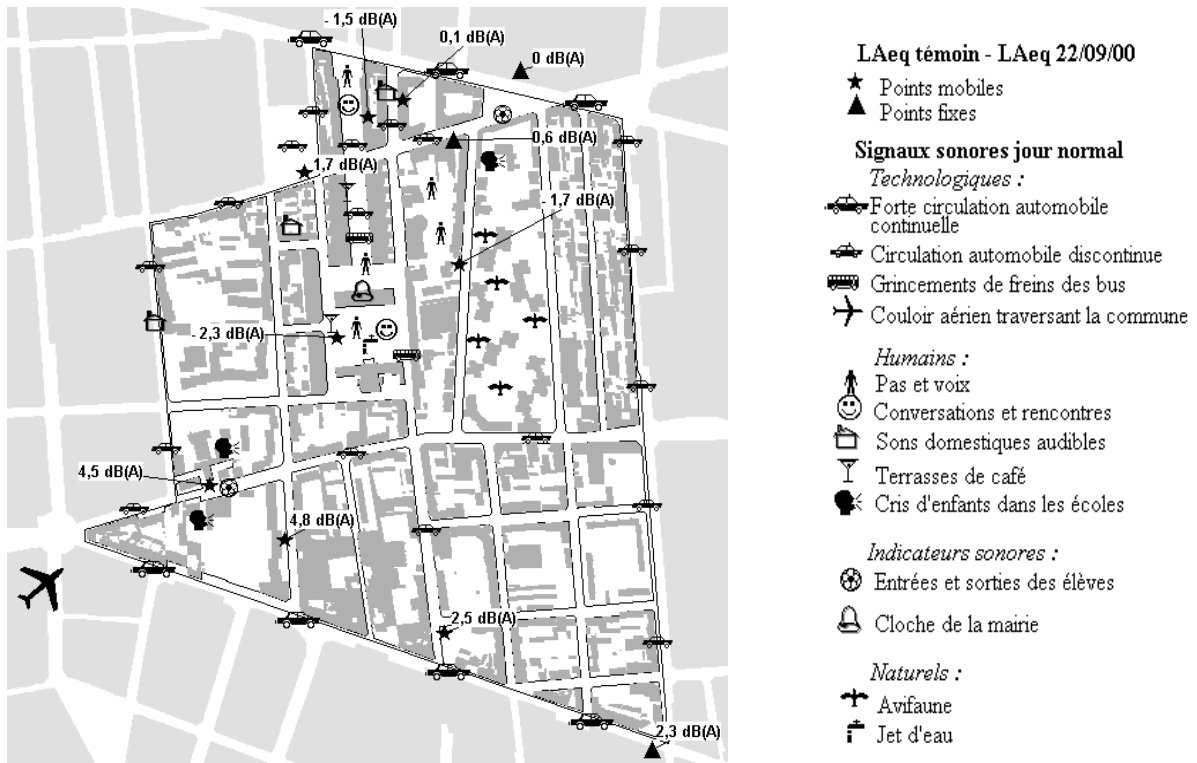 - 1,5 dB(A)
0,1 dB(A)
0 dB(A)
0,6 dB(A)
1,7 dB(A)
- 1,7 dB(A)
- 2,3 dB(A)
4,5 dB(A)
4,8 dB(A)
2,5 dB(A)
2,3 dB(A)
LAeq témoin - LAeq 22/09/00
Points mobiles
Points fixes
Signaux sonores jour normal
Technologiques :
Forte circulation automobile
continuelle
Circulation automobile discontinue
Grincements de freins des bus
Couloir aérien traversant la commune
Humains :
Pas et voix
Conversations et rencontres
Sons domestiques audibles
Terrasses de café
Cris d'enfants dans les écoles
Indicateurs sonores :
Entrées et sorties des élèves
Cloche de la mairie
Naturels :
Avifaune
Jet d'eau